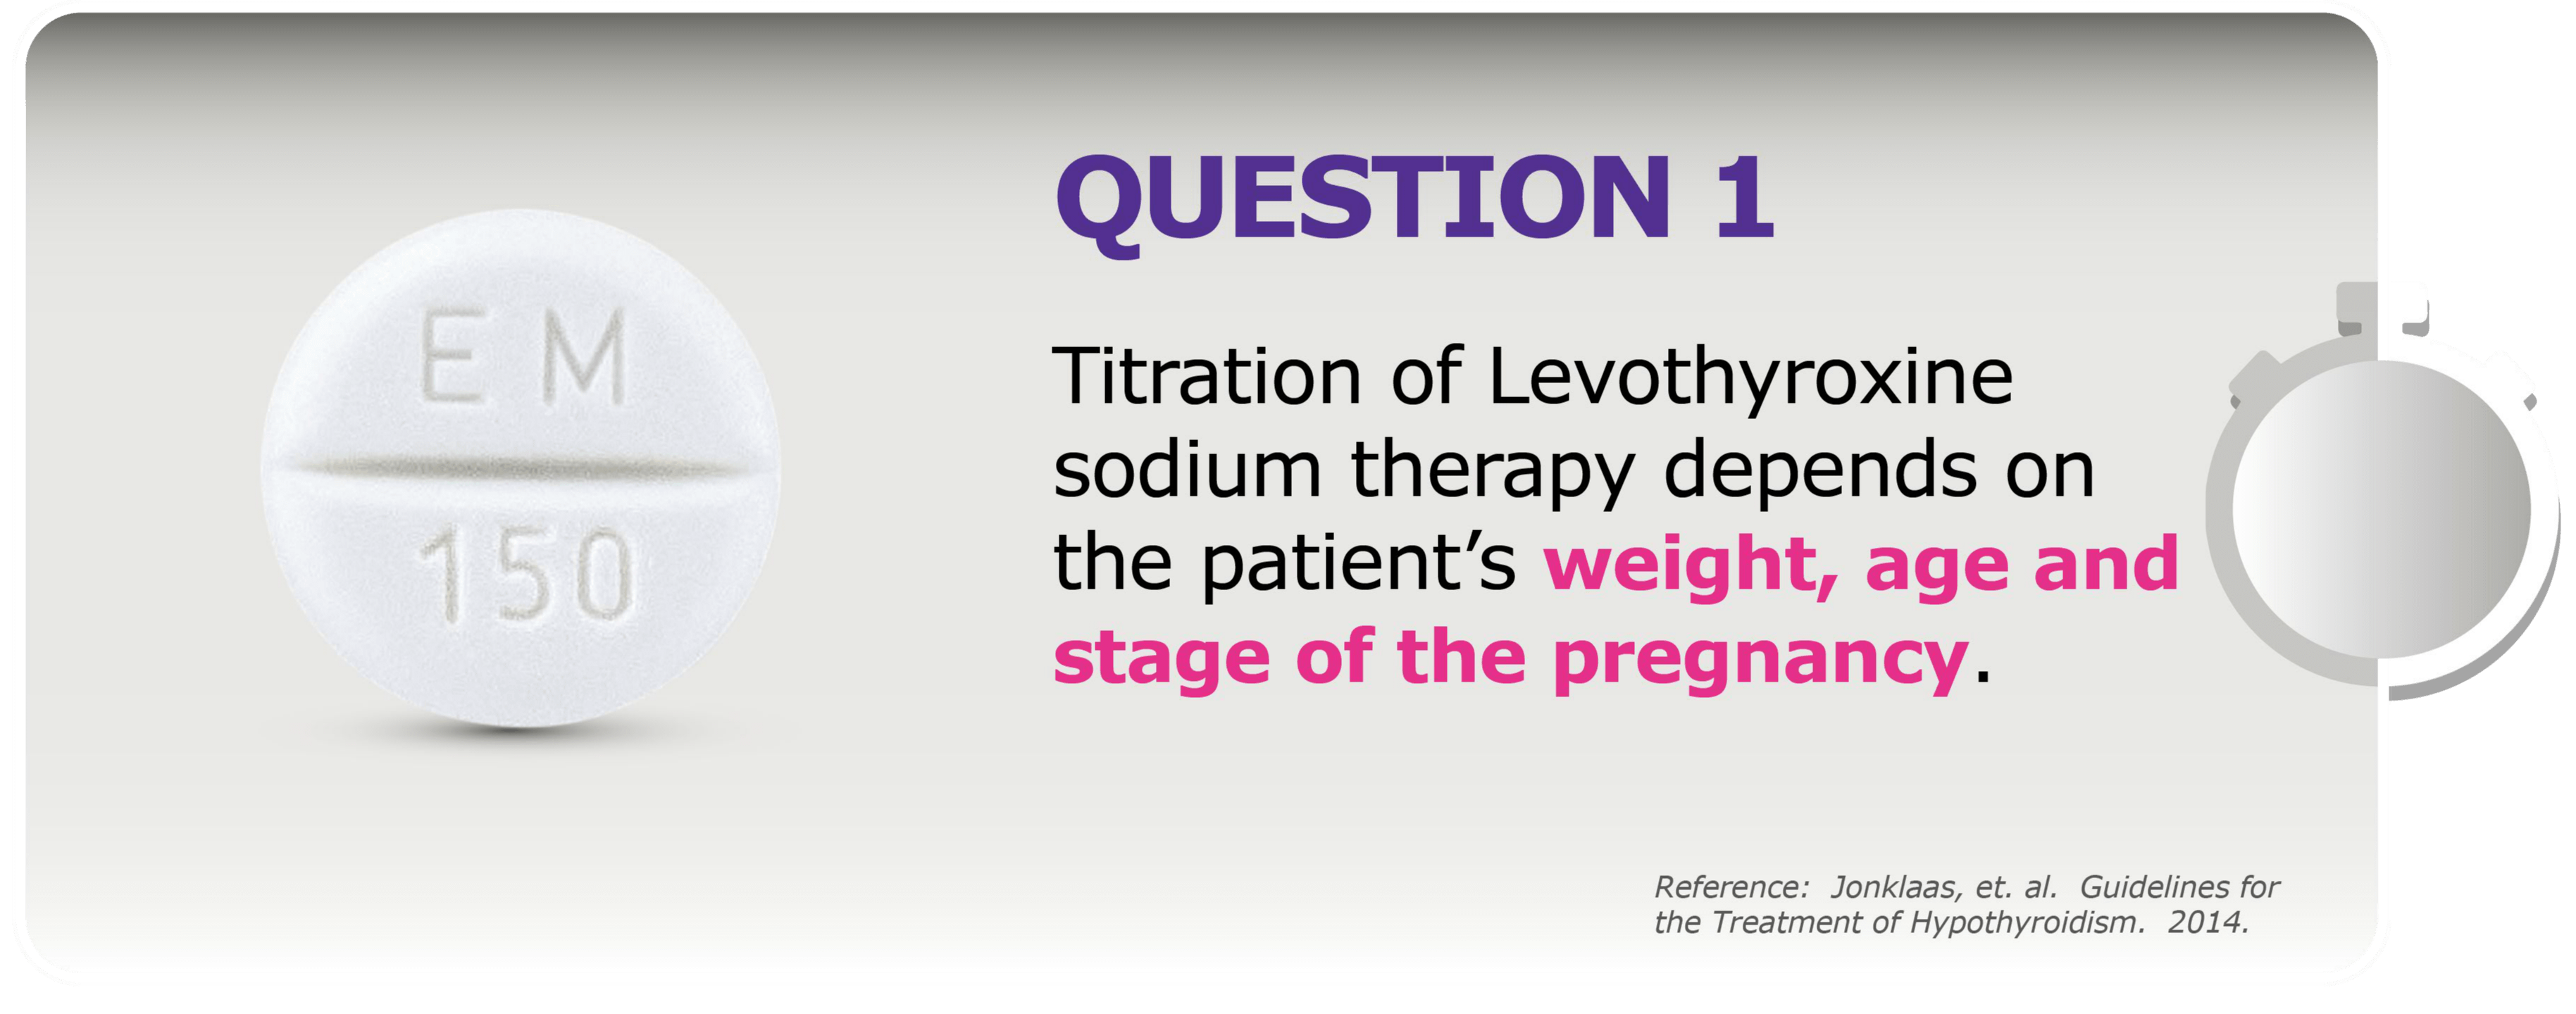 E M
150
QUESTION 1
Titration of Levothyroxine
sodium therapy depends on
the patient’s weight, age and
stage of the pregnancy.
Reference:  Jonklaas, et. al.  Guidelines for
the Treatment of Hypothyroidism.  2014.